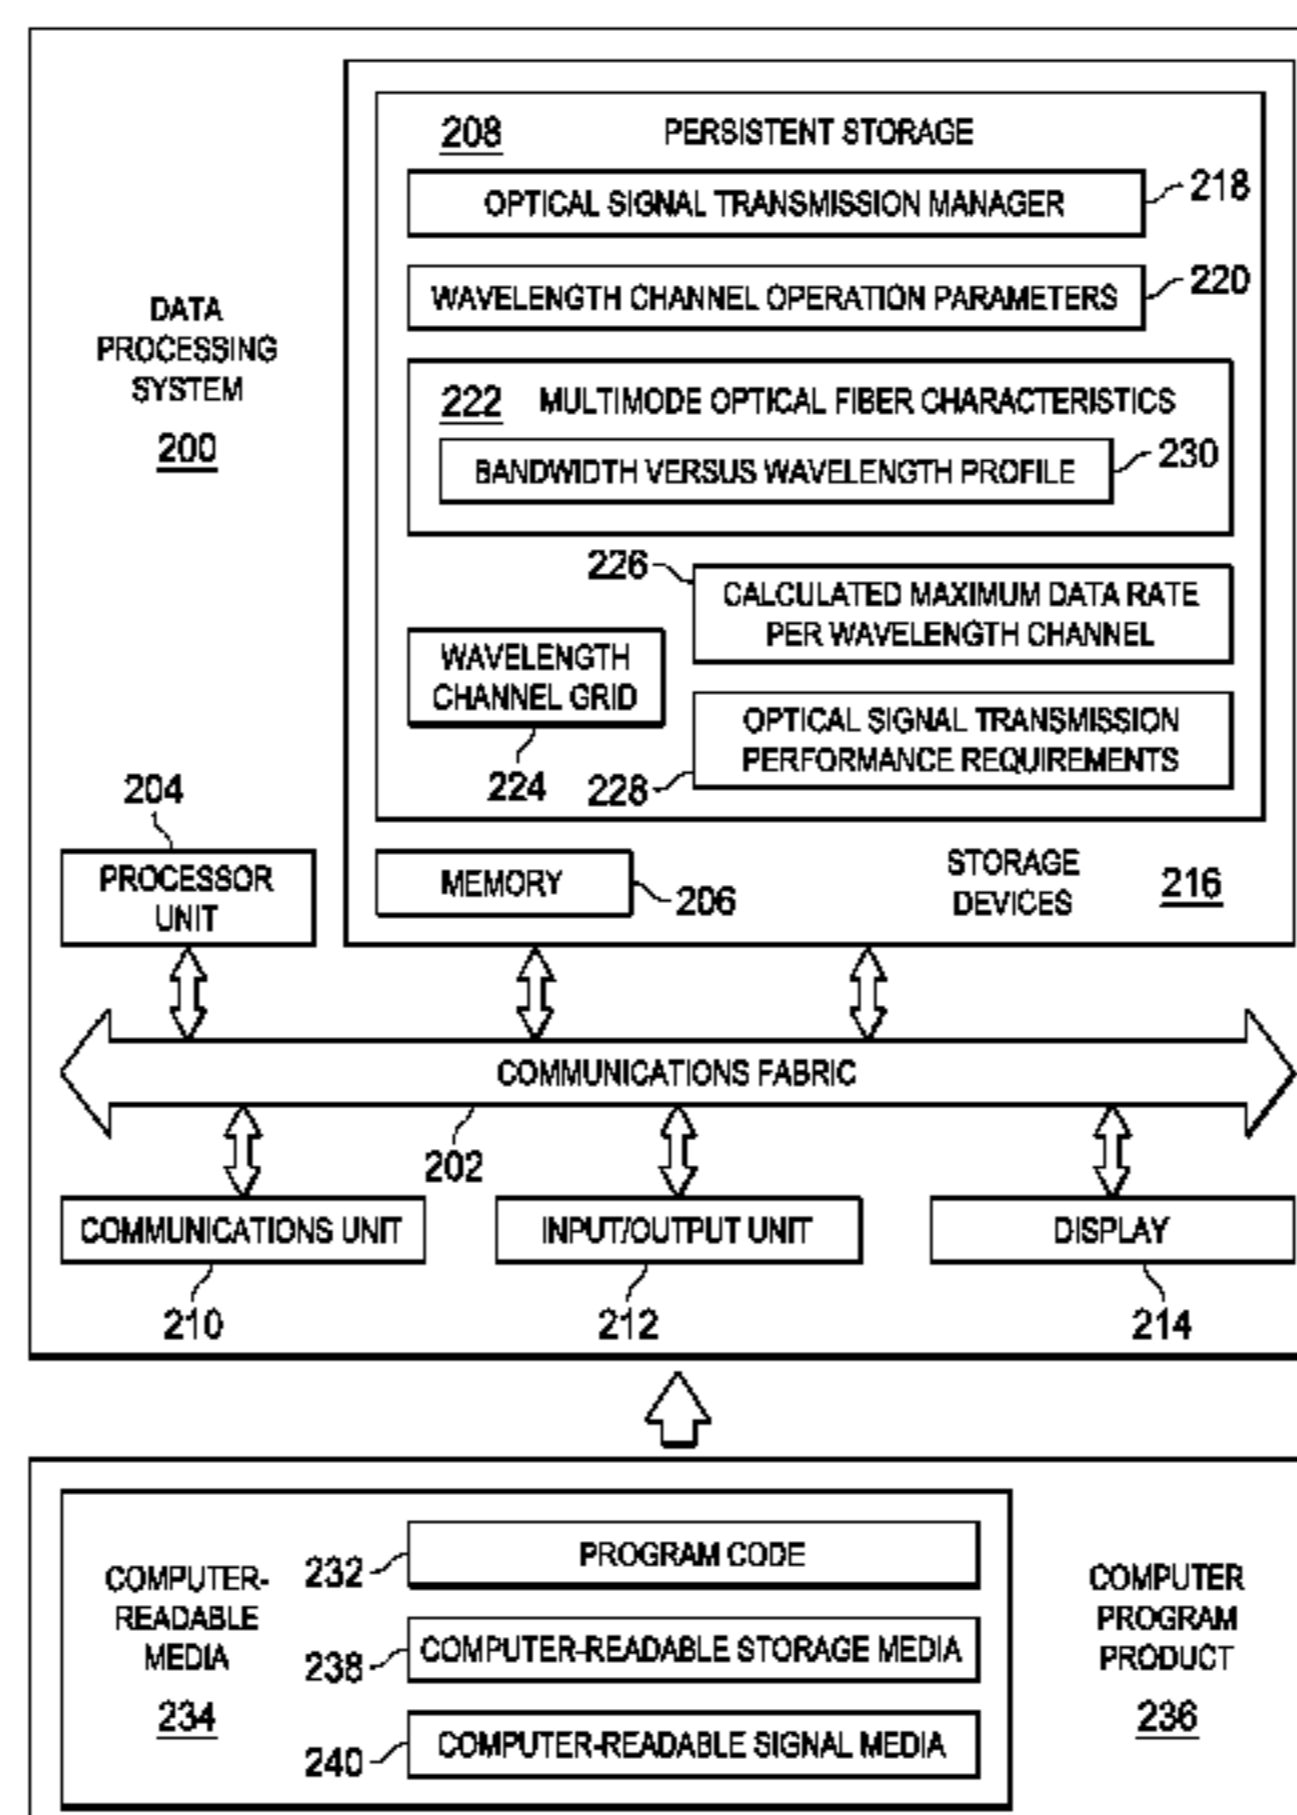 208 PERSISTENT STORAGE
OPTICAL SIGNAL TRANSMISSION MANAGER
218
WAVELENGTH CHANNEL OPERATION PARAMETERS
220
DATA
PROCESSING
SYSTEM
200
222 MULTIMODE OPTICAL FIBER CHARACTERISTICS
BANDWIDTH VERSUS WAVELENGTH PROFILE
230
226
CALCULATED MAXIMUM DATA RATE
PER WAVELENGTH CHANNEL
WAVELENGTH
CHANNEL GRID
224
OPTICAL SIGNAL TRANSMISSION
PERFORMANCE REQUIREMENTS
228
204
PROCESSOR
UNIT
MEMORY
206
STORAGE
DEVICES
216
COMMUNICATIONS FABRIC
202
COMMUNICATIONS UNIT
210
INPUT/OUTPUT UNIT
212
DISPLAY
214
COMPUTER-
READABLE
MEDIA
234
232
PROGRAM CODE
238
COMPUTER-READABLE STORAGE MEDIA
240
COMPUTER-READABLE SIGNAL MEDIA
COMPUTER
PROGRAM
PRODUCT
236